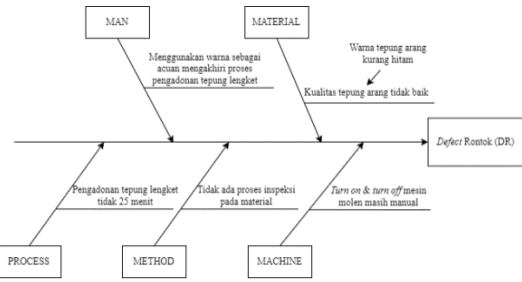 MAN
MATERIAL
Menggunakan warna sebagai
acuan mengakhiri proses
pengadonan tepung lengket
Warna tepung arang
kurang hitam
Kualitas tepung arang tidak baik
Defect Rontok (DR)
Pengadonan tepung lengket
tidak 25 menit
Tidak ada proses inspeksi
pada material
Turn on & turn off mesin
molen masih manual
PROCESS
METHOD
MACHINE